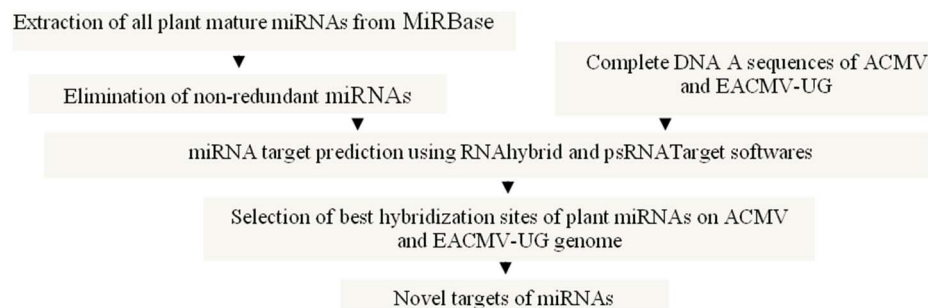 Extraction of all plant mature miRNAs from MiRBase
Elimination of non-redundant miRNAs
Complete DNA A sequences of ACMV
and EACMV-UG
miRNA target prediction using RNAhybrid and psRNATarget softwares
Selection of best hybridization sites of plant miRNAs on ACMV
and EACMV-UG genome
Novel targets of miRNAs